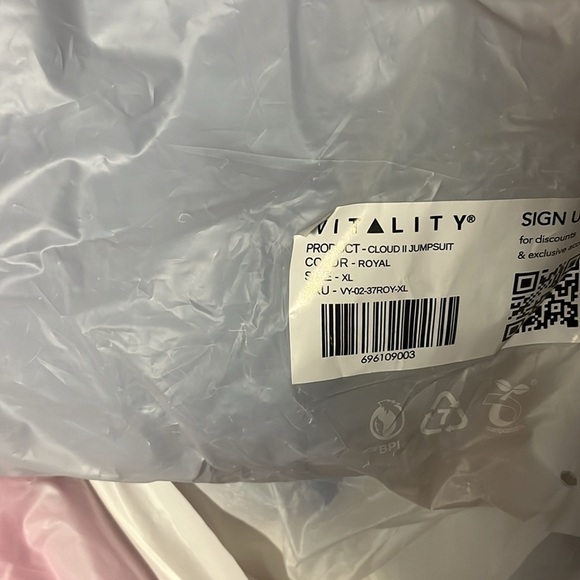 VITALITY®
PRODUCT - CLOUD II JUMPSUIT
COLOR - ROYAL
SIZE - XL
SKU - VY-02-37ROY-XL
696109003
SIGN U
for discounts
& exclusive
7
BPI